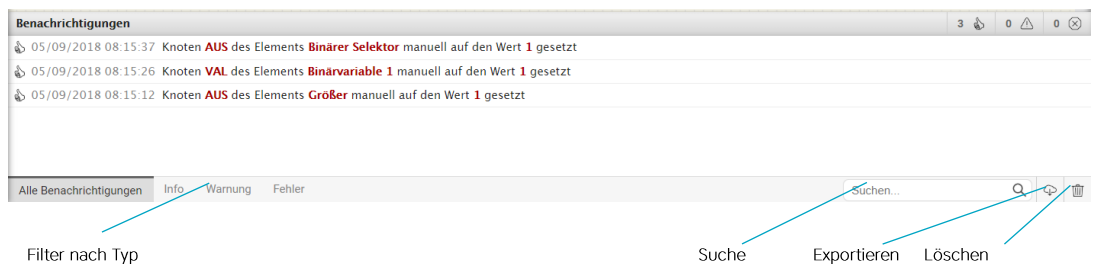 Benachrichtigungen 3 0 0
05/09/2018 08:15:37 Knoten AUS des Elements Binärer Selektor manuell auf den Wert 1 gesetzt
05/09/2018 08:15:26 Knoten VAL des Elements Binärvariable 1 manuell auf den Wert 1 gesetzt
05/09/2018 08:15:12 Knoten AUS des Elements Größer manuell auf den Wert 1 gesetzt
Alle Benachrichtigungen Info Warnung Fehler Suchen...
Filter nach Typ Suche Exportieren Löschen